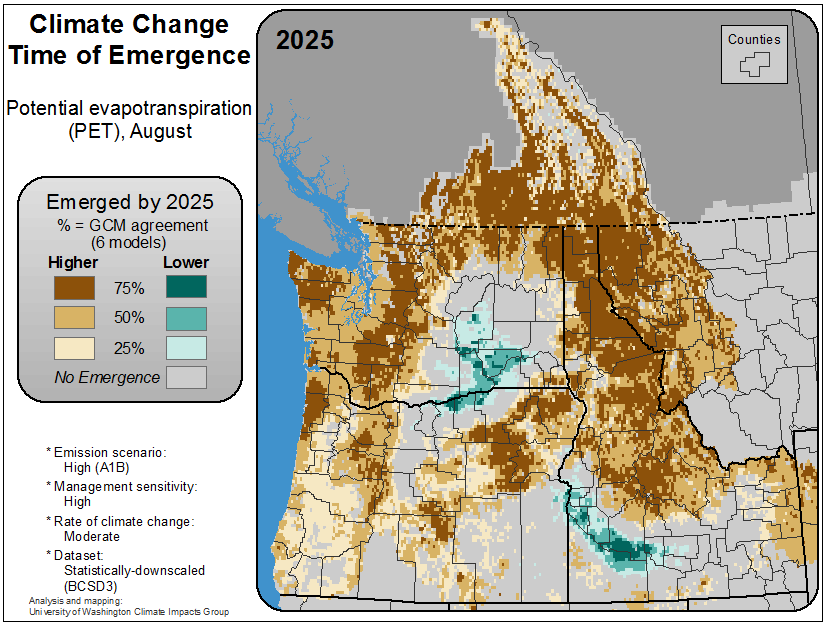 Climate Change
Time of Emergence
Potential evapotranspiration
(PET), August
Emerged by 2025
% = GCM agreement
(6 models)
Higher Lower
75%
50%
25%
No Emergence
* Emission scenario:
High (A1B)
* Management sensitivity:
High
* Rate of climate change:
Moderate
* Dataset:
Statistically-downscaled
(BCSD3)
Analysis and mapping:
University of Washington Climate Impacts Group
2025
Counties